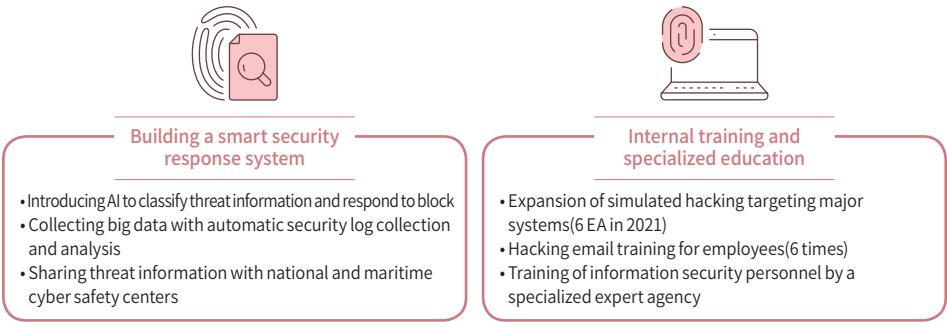 Building a smart security
response system
• Introducing AI to classify threat information and respond to block
• Collecting big data with automatic security log collection
and analysis
• Sharing threat information with national and maritime
cyber safety centers
Internal training and
specialized education
• Expansion of simulated hacking targeting major
systems(6 EA in 2021)
• Hacking email training for employees(6 times)
• Training of information security personnel by a
specialized expert agency